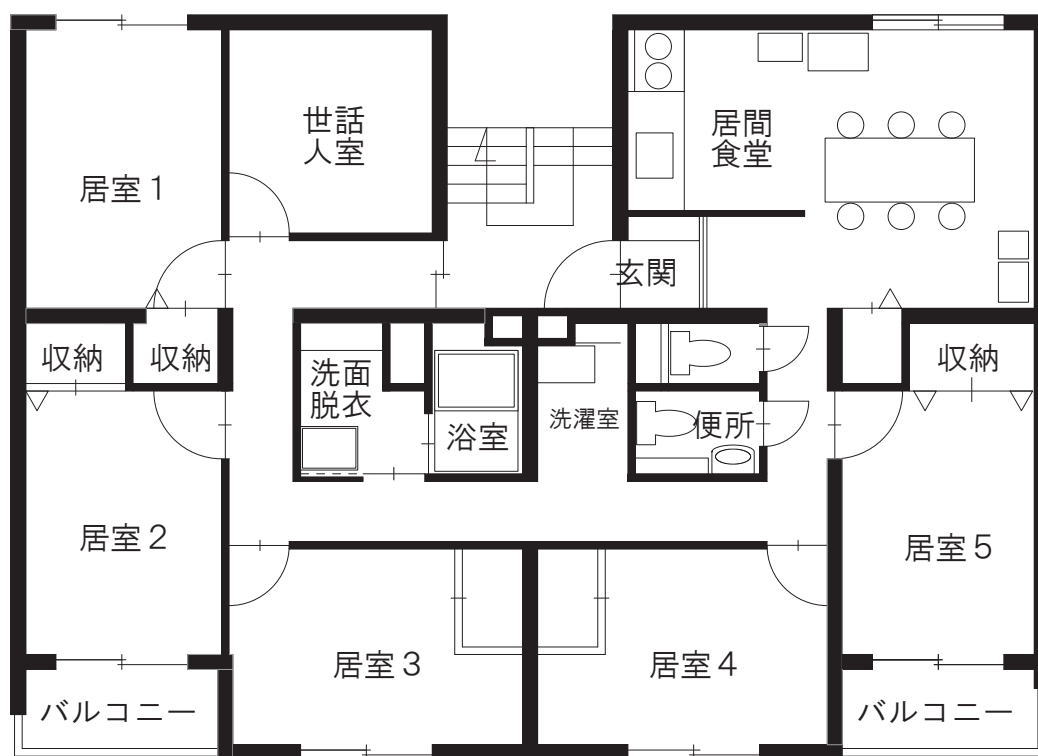 世話
人室
居間
食堂
居室1
玄関
収納
収納
洗面
脱衣
浴室
洗濯室
便所
収納
居室2
居室5
居室3
居室4
バルコニー
バルコニー